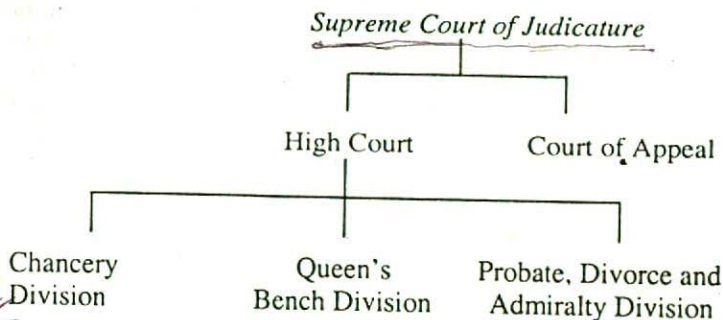 Supreme Court of Judicature
High Court
Court of Appeal
Chancery
Division
Queen's
Bench Division
Probate, Divorce and
Admiralty Division